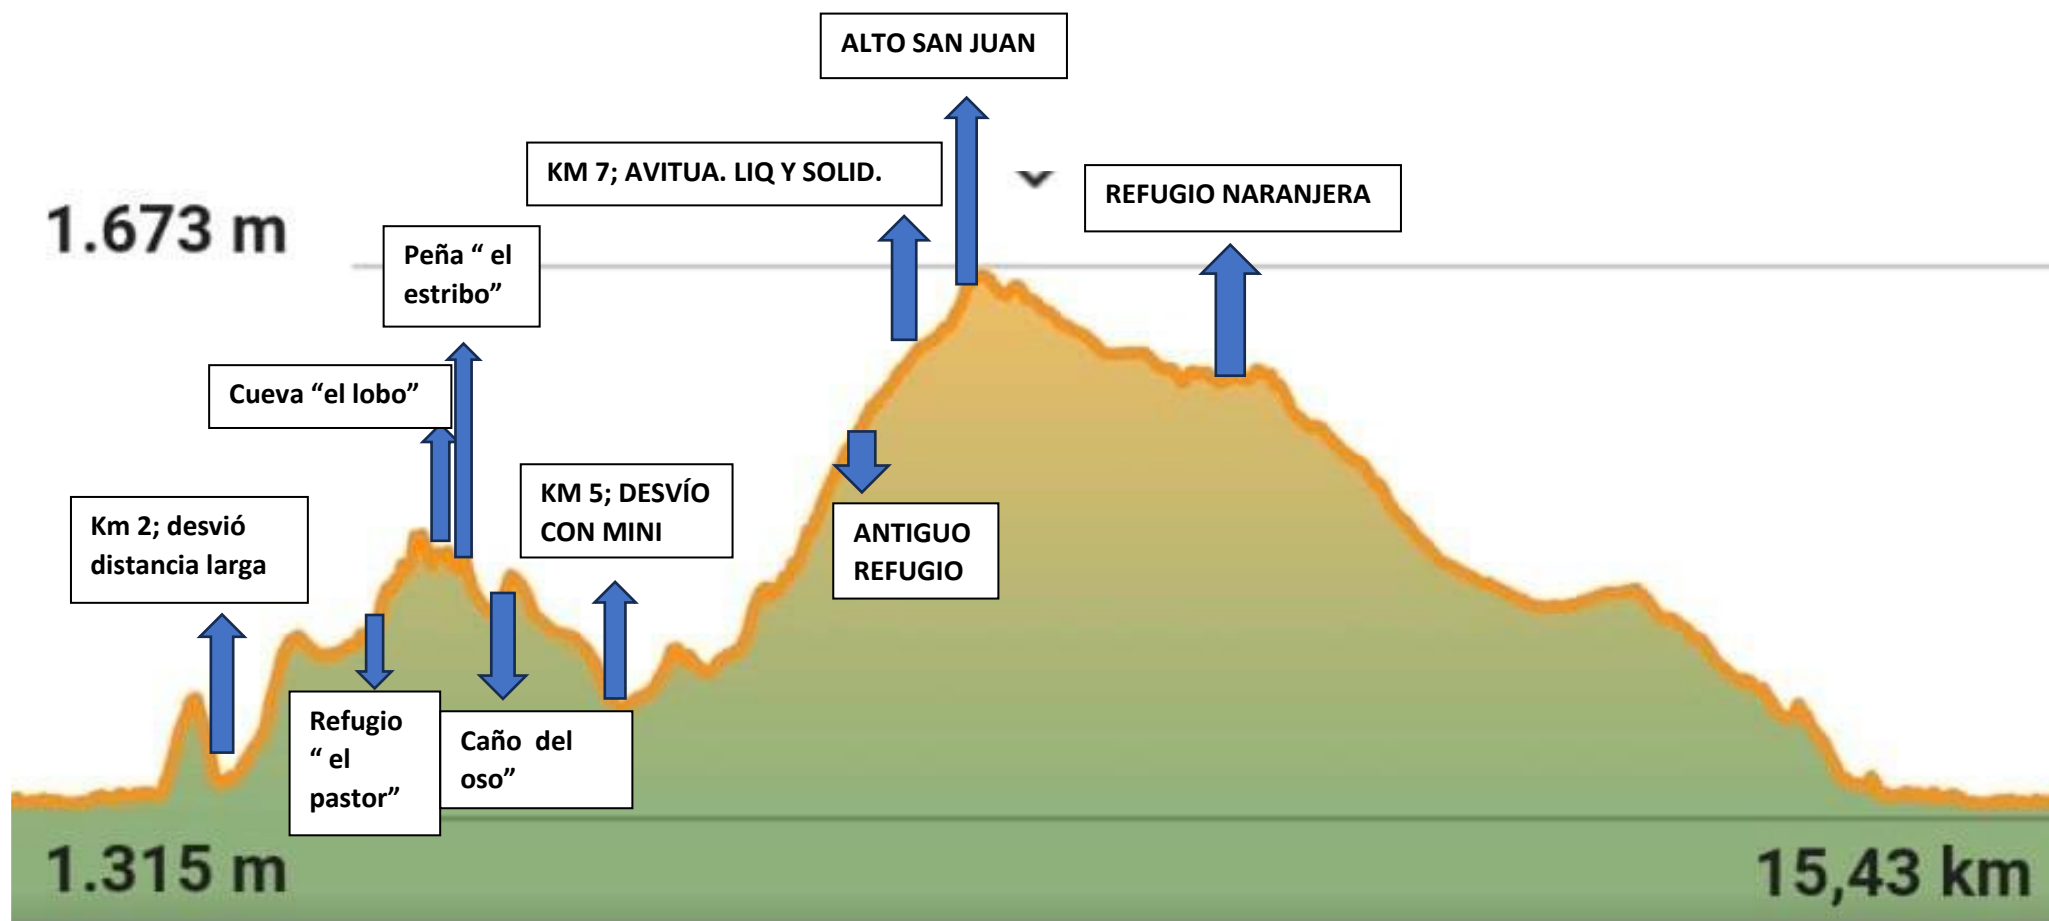 ALTO SAN JUAN
KM 7; AVITUA. LIQ Y SOLID.
REFUGIO NARANJERA
1.673 m
Peña “ el
estribo”
Cueva “el lobo”
KM 5; DESVÍO
CON MINI
Km 2; desvió
distancia larga
ANTIGUO
REFUGIO
Refugio
“ el
pastor”
Caño  del
oso”
1.315 m
15,43 km